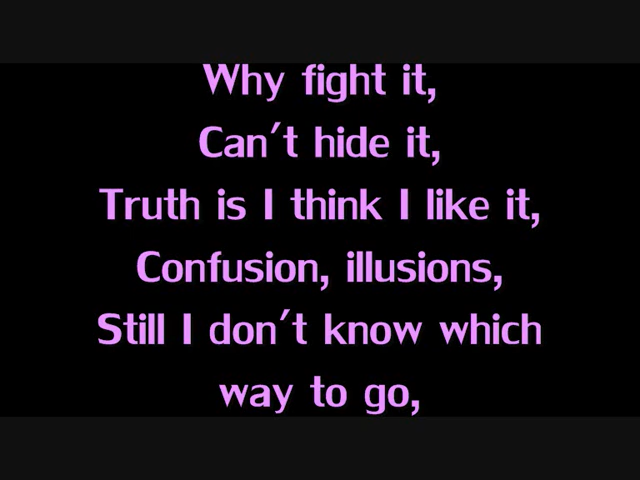 Why fight it,
Can't hide it,
Truth is I think I like it,
Confusion, illusions,
Still I don't know which
way to go,